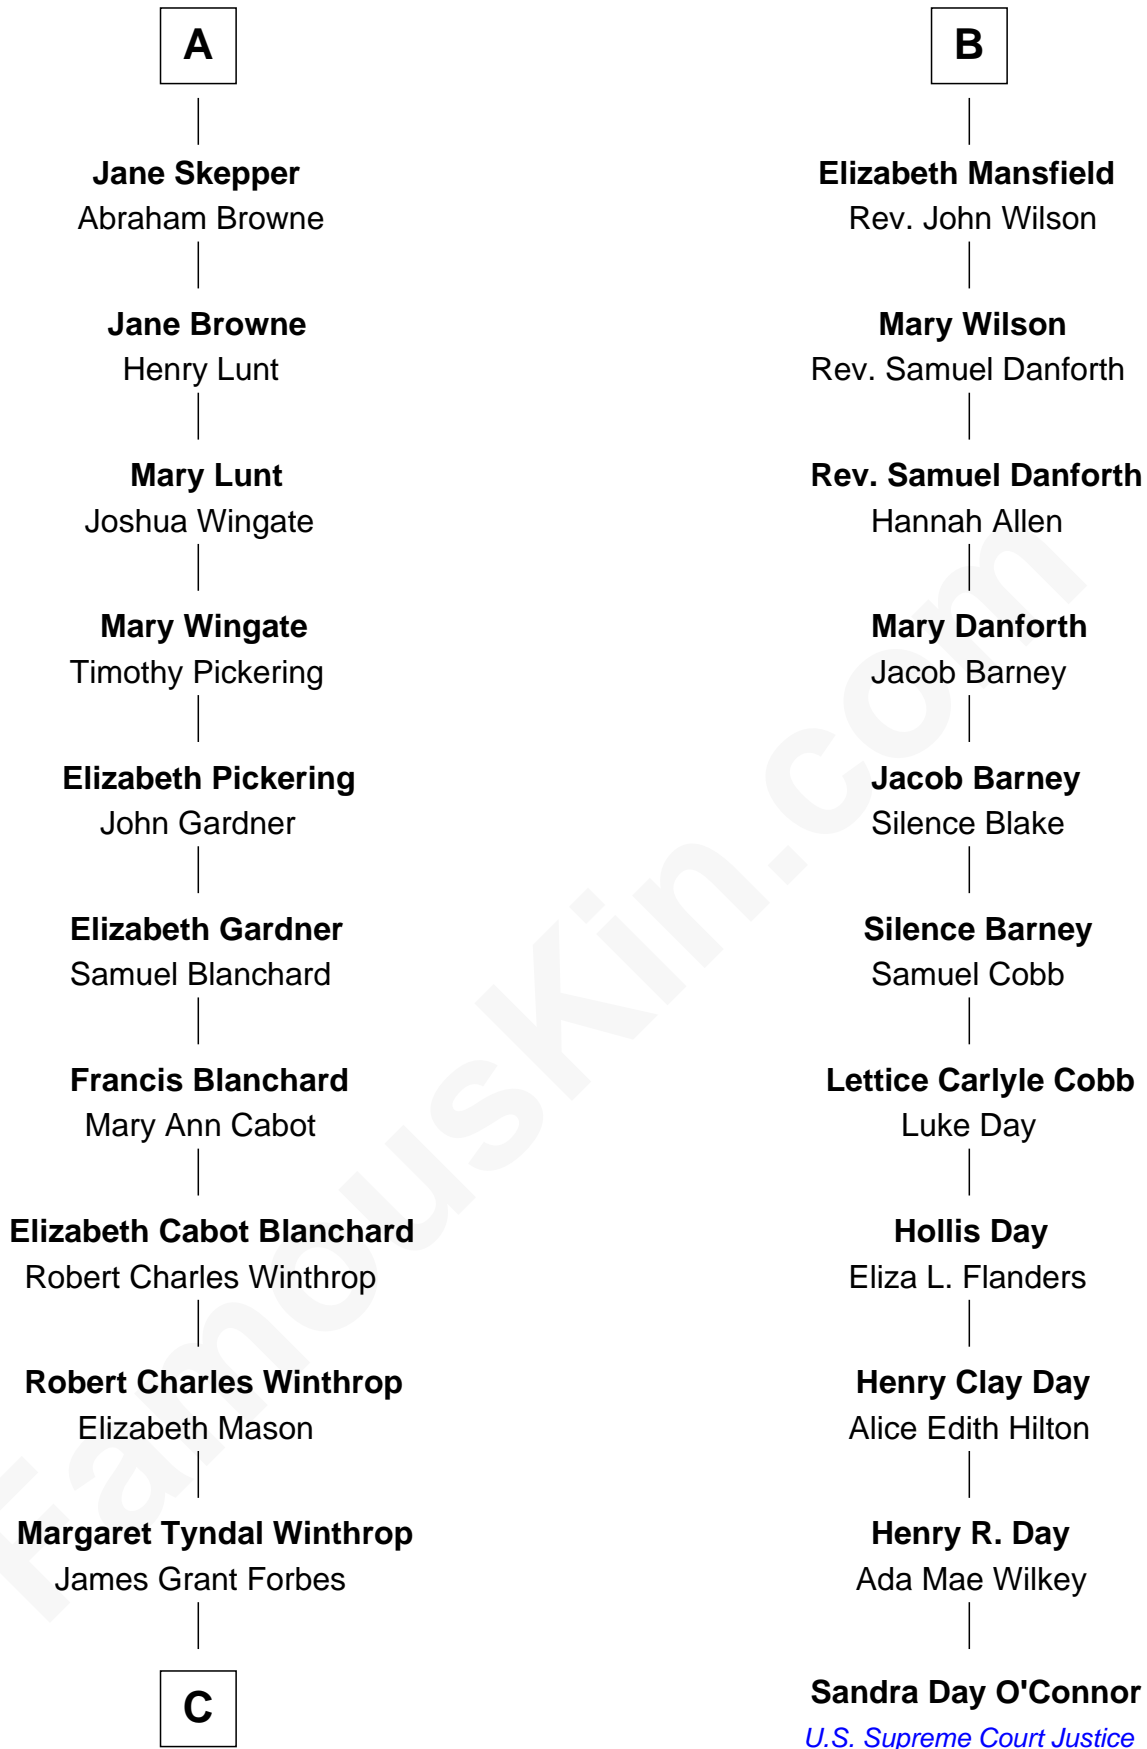 A
Jane Skepper
Abraham Browne
Jane Browne
Henry Lunt
Mary Lunt
Joshua Wingate
Mary Wingate
Timothy Pickering
Elizabeth Pickering
John Gardner
Elizabeth Gardner
Samuel Blanchard
Francis Blanchard
Mary Ann Cabot
Elizabeth Cabot Blanchard
Robert Charles Winthrop
Robert Charles Winthrop
Elizabeth Mason
Margaret Tyndal Winthrop
James Grant Forbes
C
B
Elizabeth Mansfield
Rev. John Wilson
Mary Wilson
Rev. Samuel Danforth
Rev. Samuel Danforth
Hannah Allen
Mary Danforth
Jacob Barney
Jacob Barney
Silence Blake
Silence Barney
Samuel Cobb
Lettice Carlyle Cobb
Luke Day
Hollis Day
Eliza L. Flanders
Henry Clay Day
Alice Edith Hilton
Henry R. Day
Ada Mae Wilkey
Sandra Day O'Connor
U.S. Supreme Court Justice
FamousKin.com